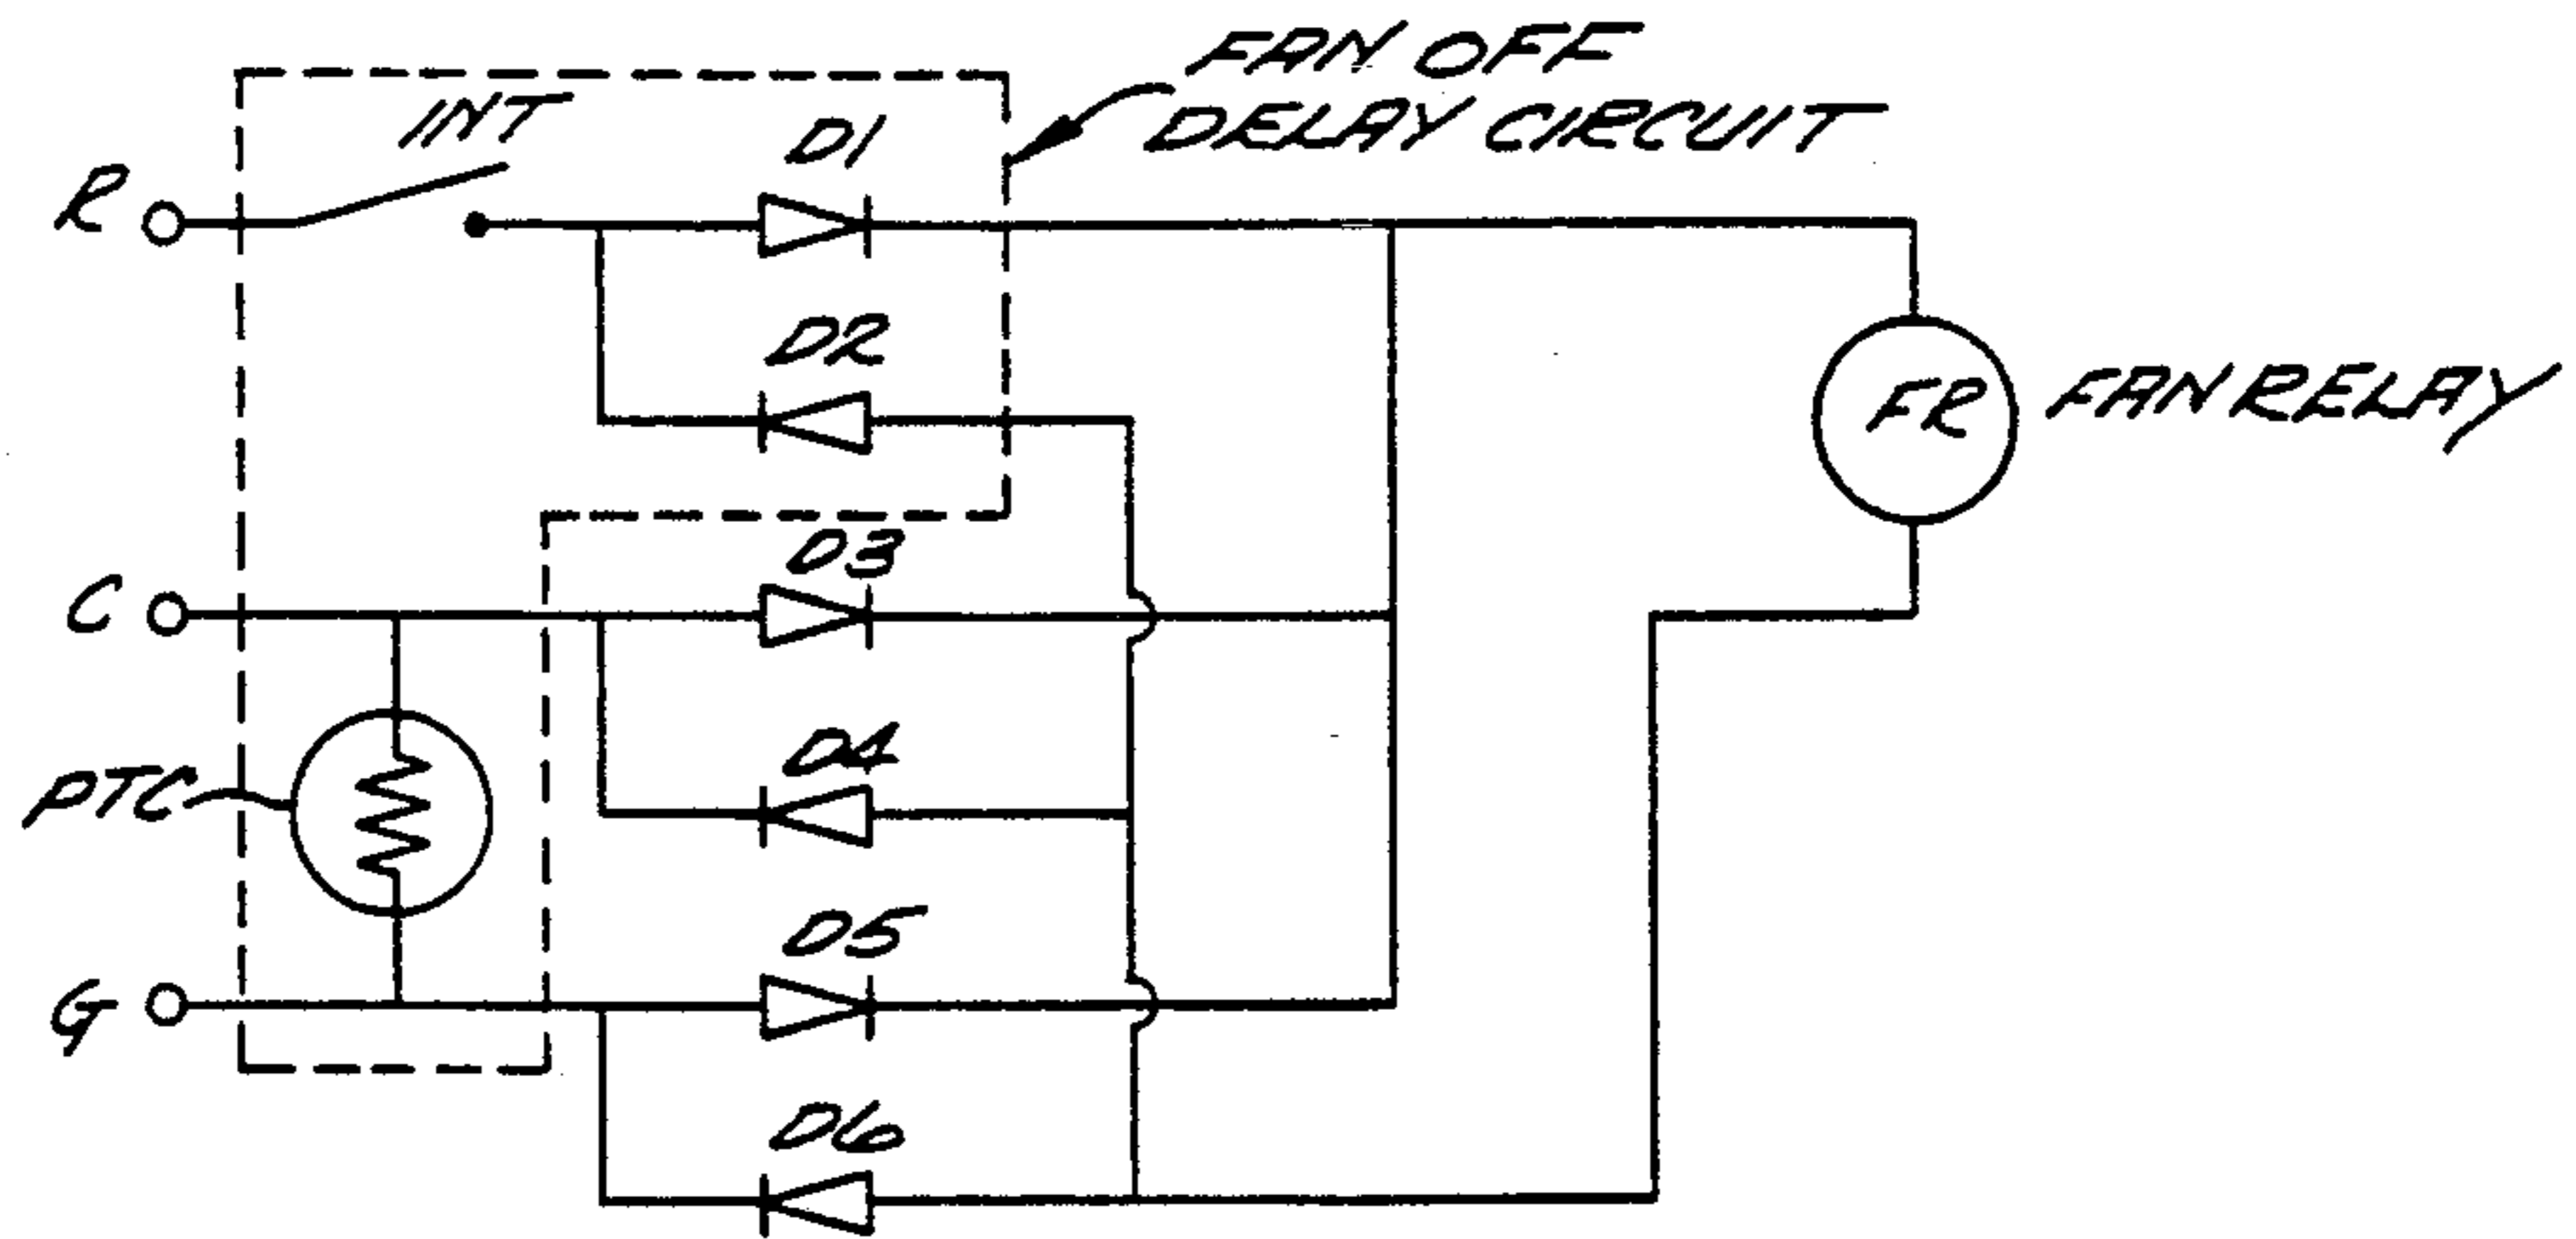 FAN OFF
DELAY CIRCUIT
INT
D1
R
D2
FR
FAN RELAY
D3
C
D4
PTC
D5
G
D6